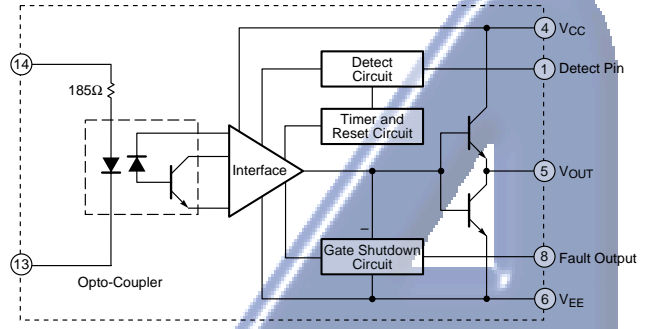 4 VCC
14
Detect
Circuit
1 Detect Pin
185Ω
Timer and
Reset Circuit
Interface
5 VOUT
–
Gate Shutdown
Circuit
8 Fault Output
13
Opto-Coupler
6 VEE